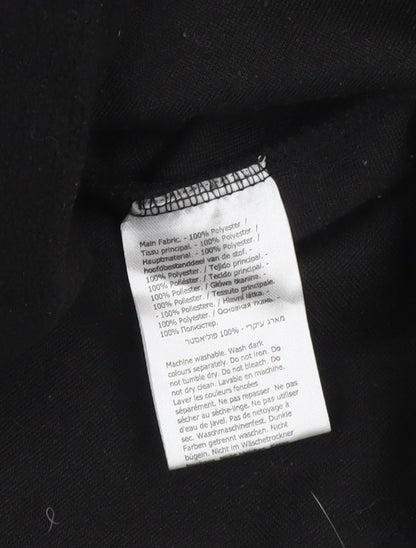 Main Fabric. - 100% Polyester /
Tissu principal. - 100% Polyester /
Hauptmaterial. - 100% Polyester /
hoofdbestanddeel van de stof. -
100% Polyester. / Tejido principal. -
100% Poliéster. / Tecido principal. -
100% Poliester. / Główna tkanina. -
100% Poliester. / Tessuto principale. -
100% Poliestere. / Hlavní látka. -
100% Polyester. / Основная ткань. -
100% Полиэстер.
מארג עיקרי - 100% פוליאסטר
Machine washable. Wash dark
colours separately. Do not iron. Do
not tumble dry. Do not bleach. Do
not dry clean. Lavable en machine.
Laver les couleurs foncées
séparément. Ne pas repasser. Ne pas
sécher au sèche-linge. Ne pas utiliser
d'eau de javel. Pas de nettoyage à
sec. Waschmaschinenfest. Dunkle
Farben getrennt waschen. Nicht
bügeln. Nicht im Wäschetrockner